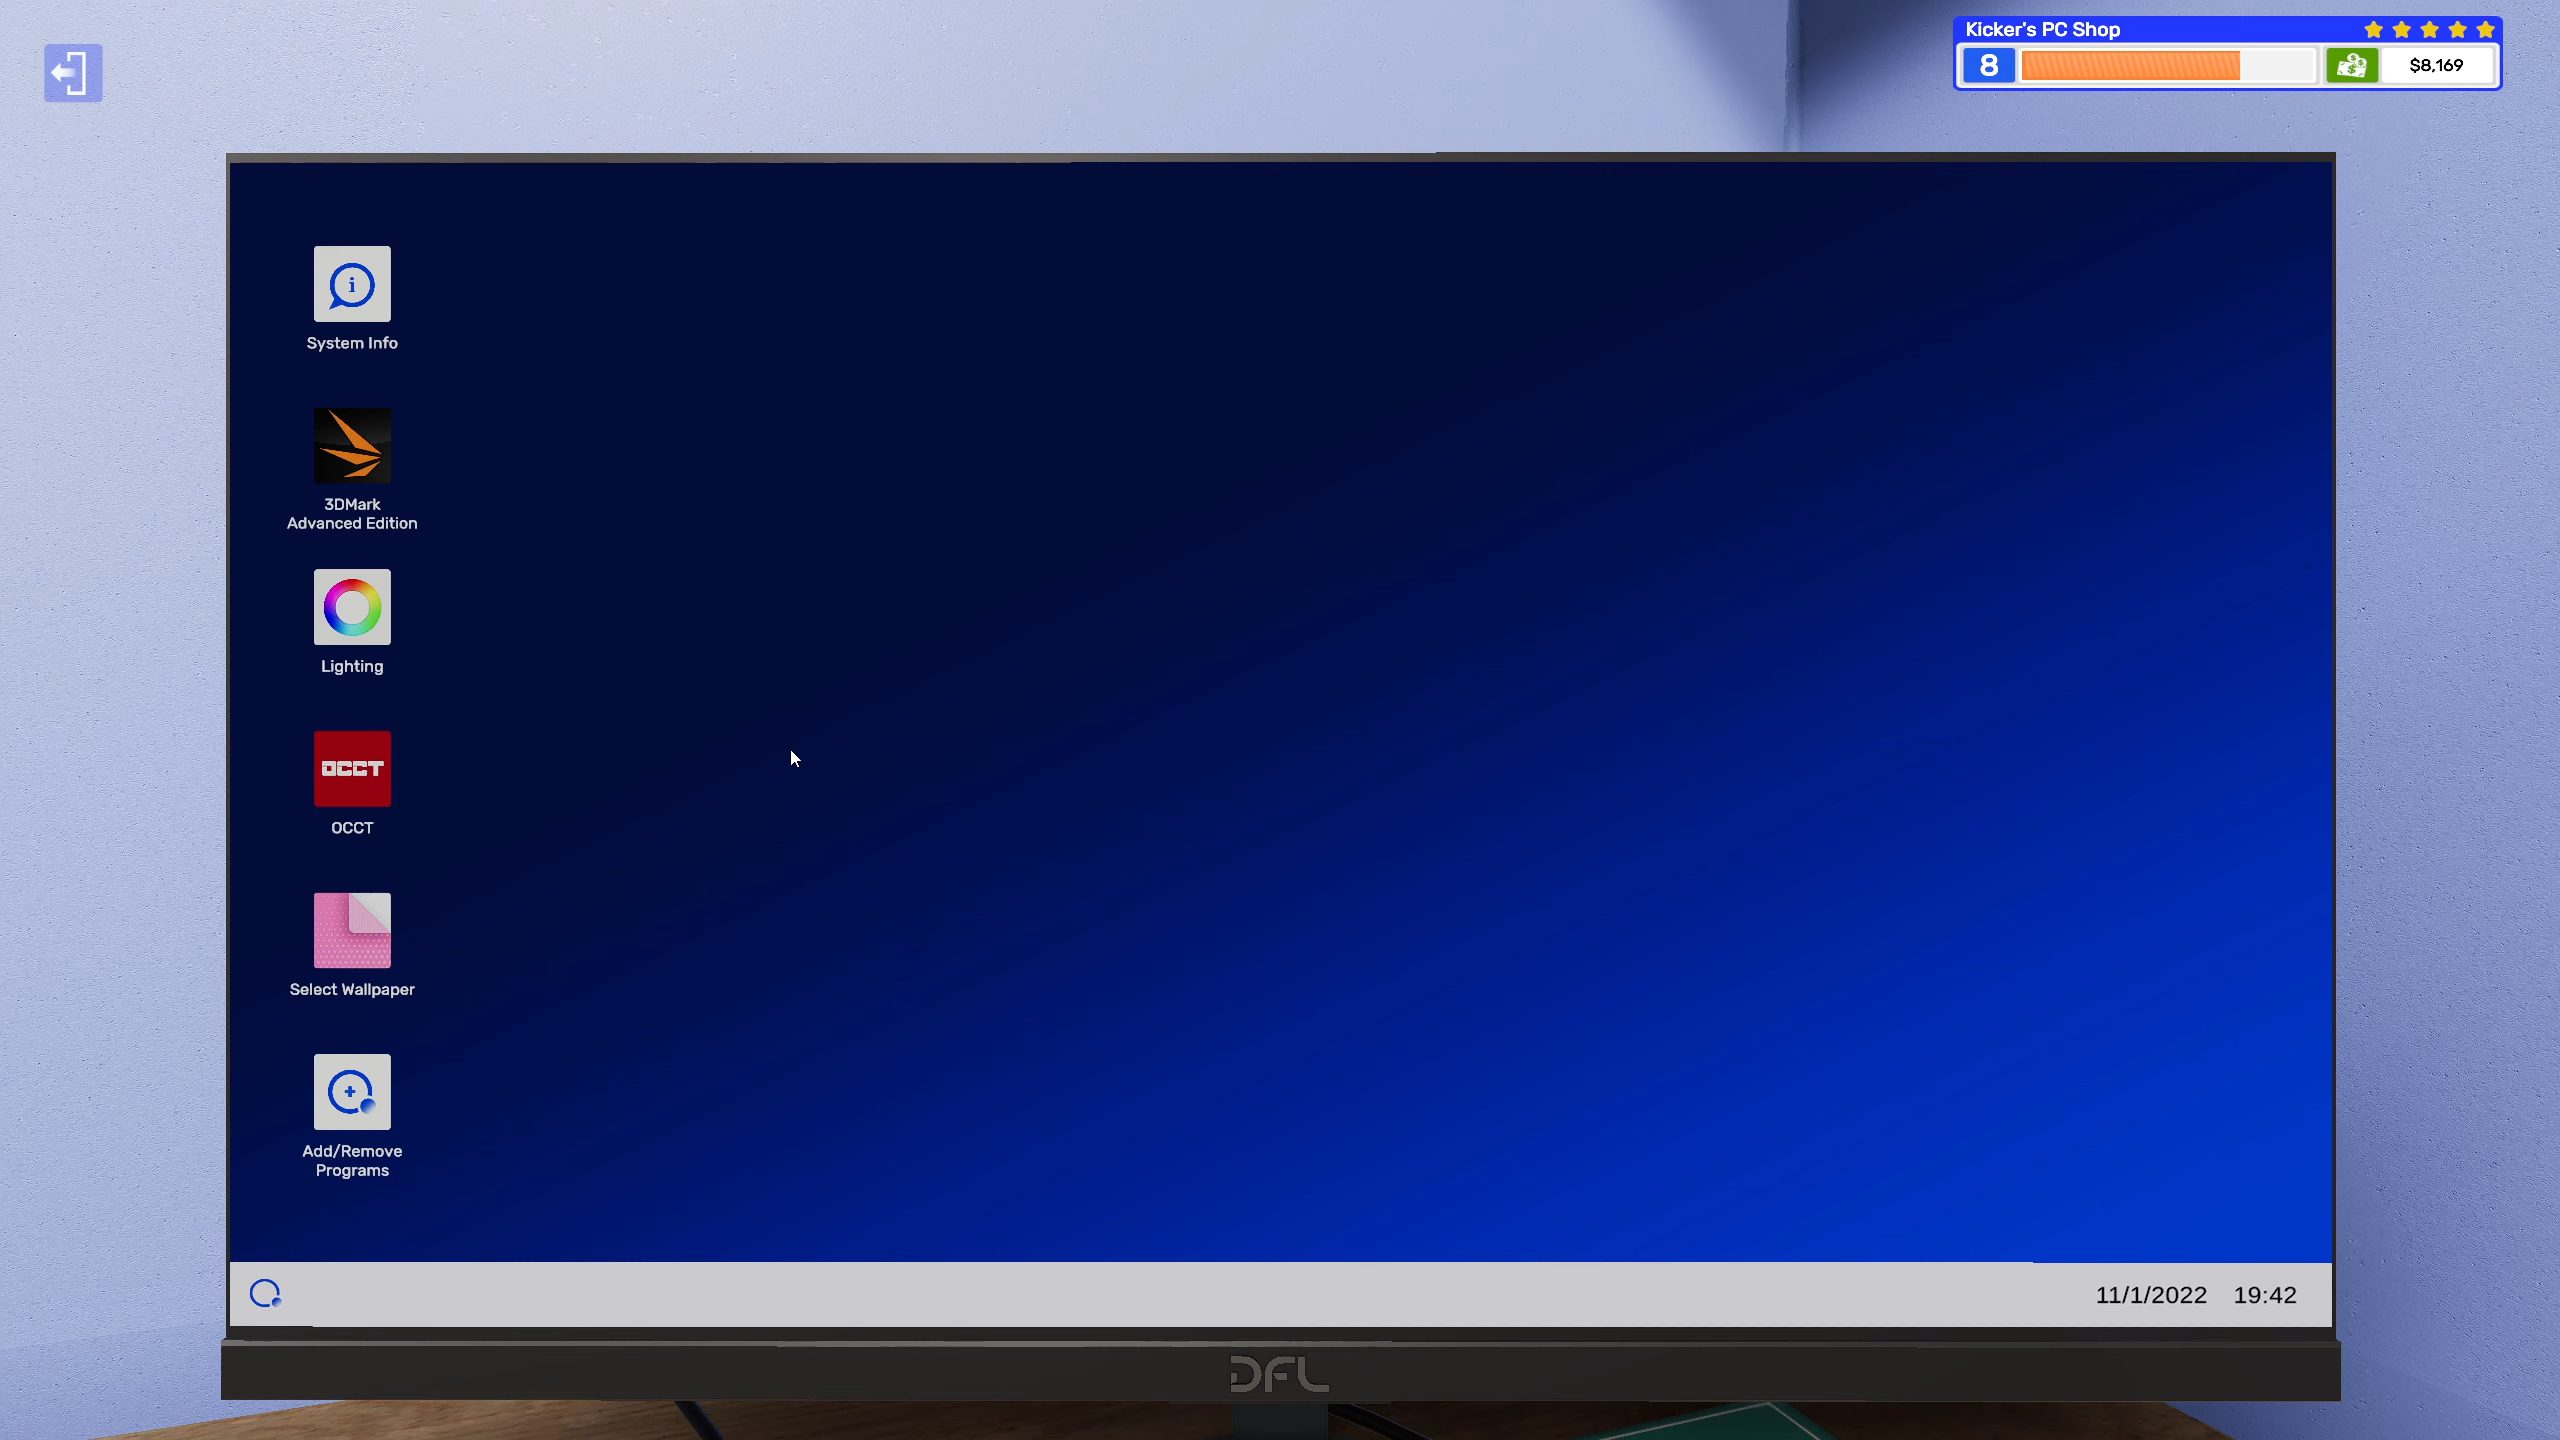 Kicker's PC Shop
8
$8,169
System Info
3DMark
Advanced Edition
Lighting
OCCT
OCCT
Select Wallpaper
Add/Remove
Programs
11/1/2022 19:42
DFL